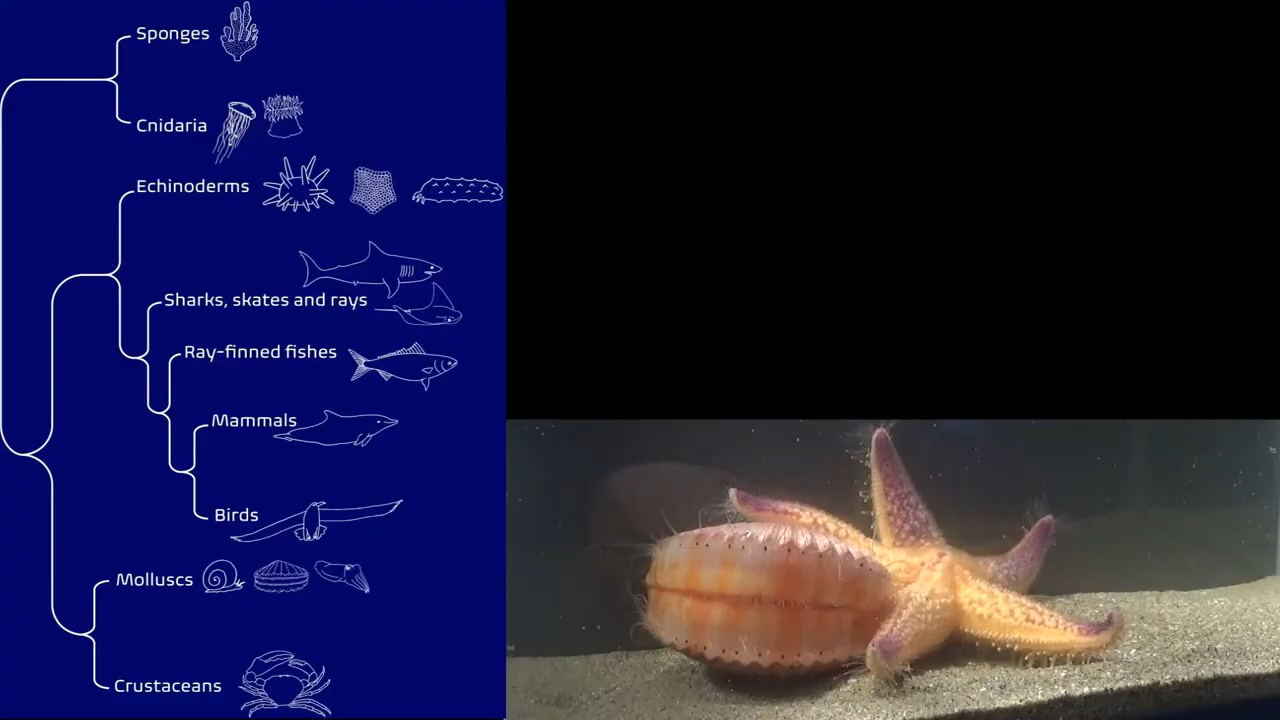 Sponges
Cnidaria
Echinoderms
Sharks, skates and rays
Ray-finned fishes
Mammals
Birds
Molluscs
Crustaceans